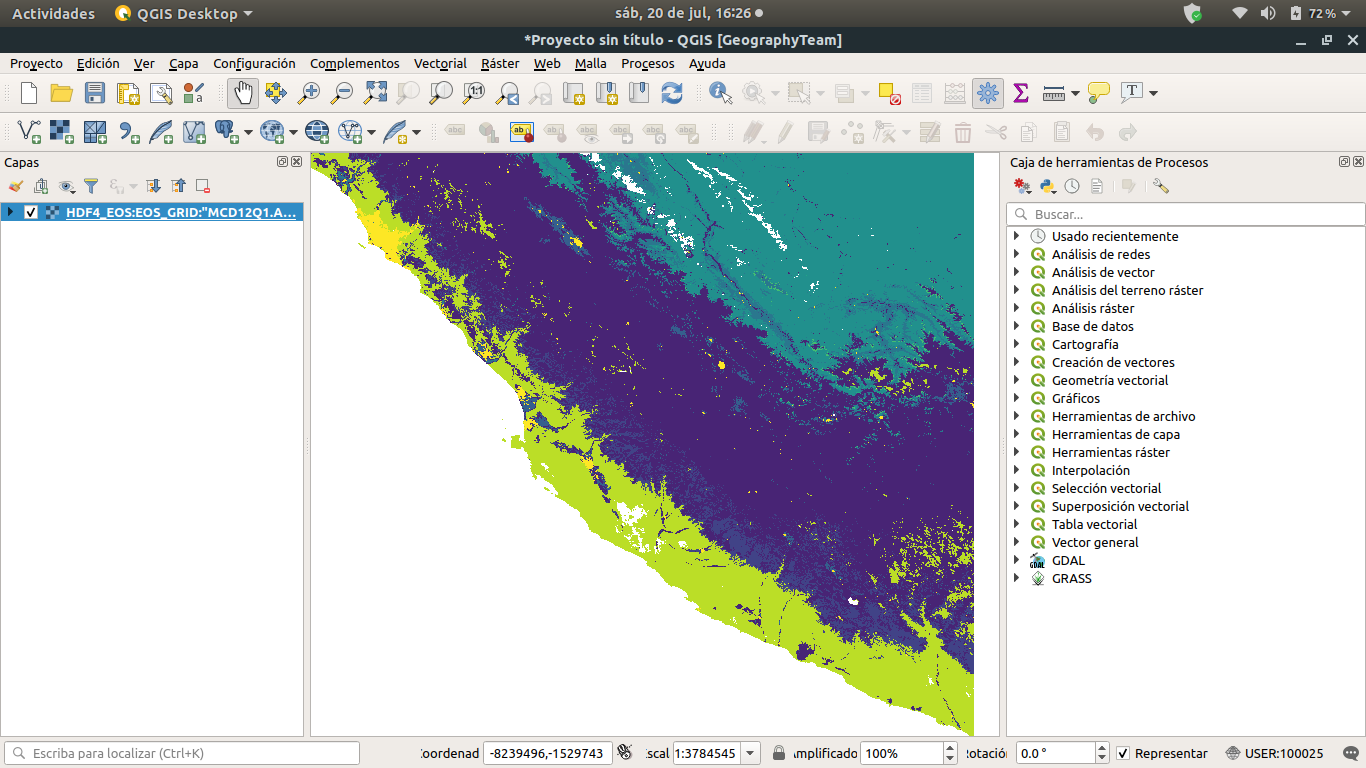 Actividades QGIS Desktop sáb, 20 de jul, 16:26 72 %
*Proyecto sin título - QGIS [GeographyTeam]
Proyecto Edición Ver Capa Configuración Complementos Vectorial Ráster Web Malla Procesos Ayuda
Capas
HDF4_EOS:EOS_GRID:"MCD12Q1.A...
Caja de herramientas de Procesos
Buscar...
Usado recientemente
Análisis de redes
Análisis de vector
Análisis del terreno ráster
Análisis ráster
Base de datos
Cartografía
Creación de vectores
Geometría vectorial
Gráficos
Herramientas de archivo
Herramientas de capa
Herramientas ráster
Interpolación
Selección vectorial
Superposición vectorial
Tabla vectorial
Vector general
GDAL
GRASS
Escriba para localizar (Ctrl+K) Coordenad -8239496,-1529743 Escal 1:3784545 Amplificado 100% Rotación 0.0 ° Representar USER:100025